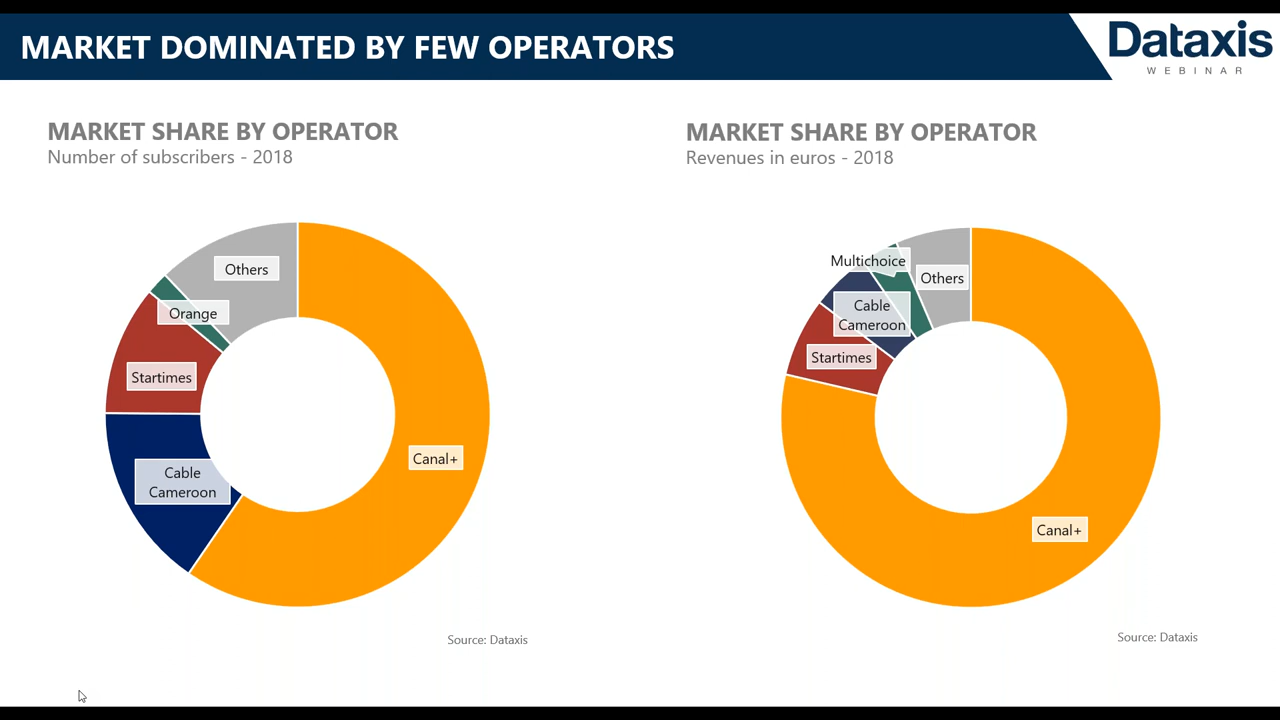 MARKET DOMINATED BY FEW OPERATORS
Dataxis
WEBINAR
MARKET SHARE BY OPERATOR
Number of subscribers - 2018
Others
Orange
Startimes
Cable
Cameroon
Canal+
Source: Dataxis
MARKET SHARE BY OPERATOR
Revenues in euros - 2018
Multichoice
Others
Cable
Cameroon
Startimes
Canal+
Source: Dataxis